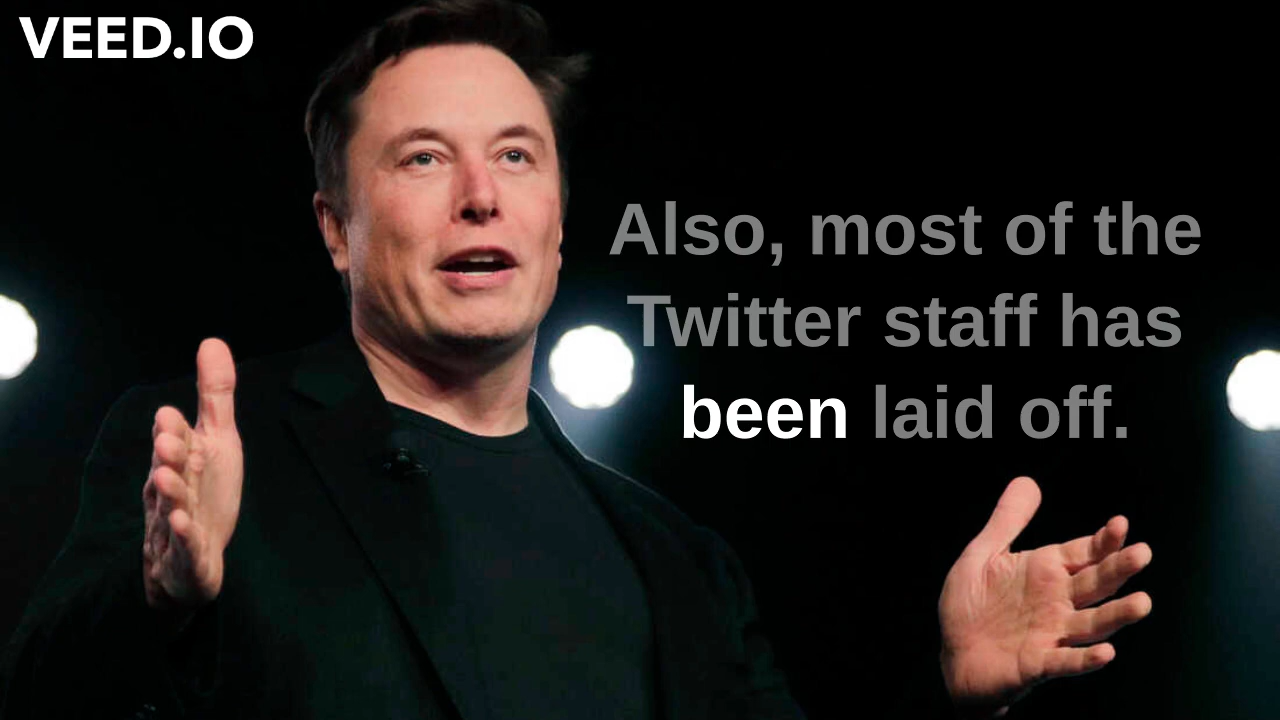 VEED.IO
Also, most of the
Twitter staff has
been laid off.